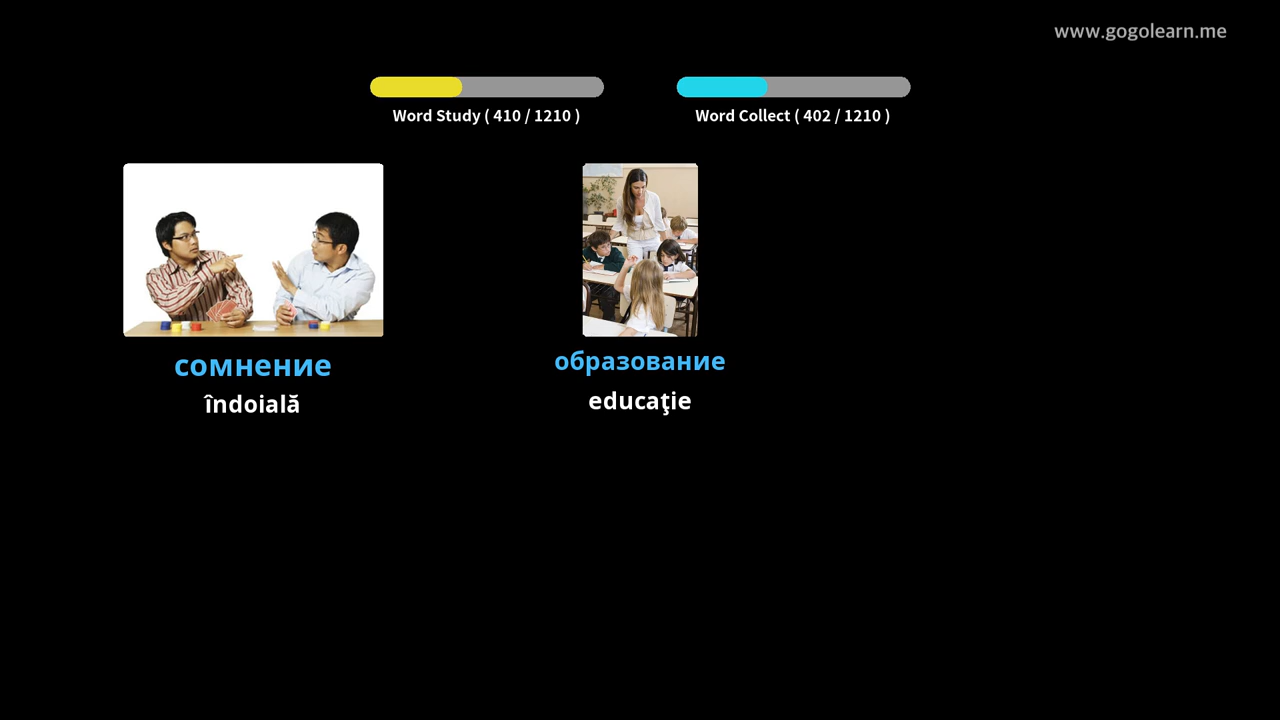 www.gogolearn.me
Word Study ( 410 / 1210 )
Word Collect ( 402 / 1210 )
сомнение
îndoială
образование
educaţie